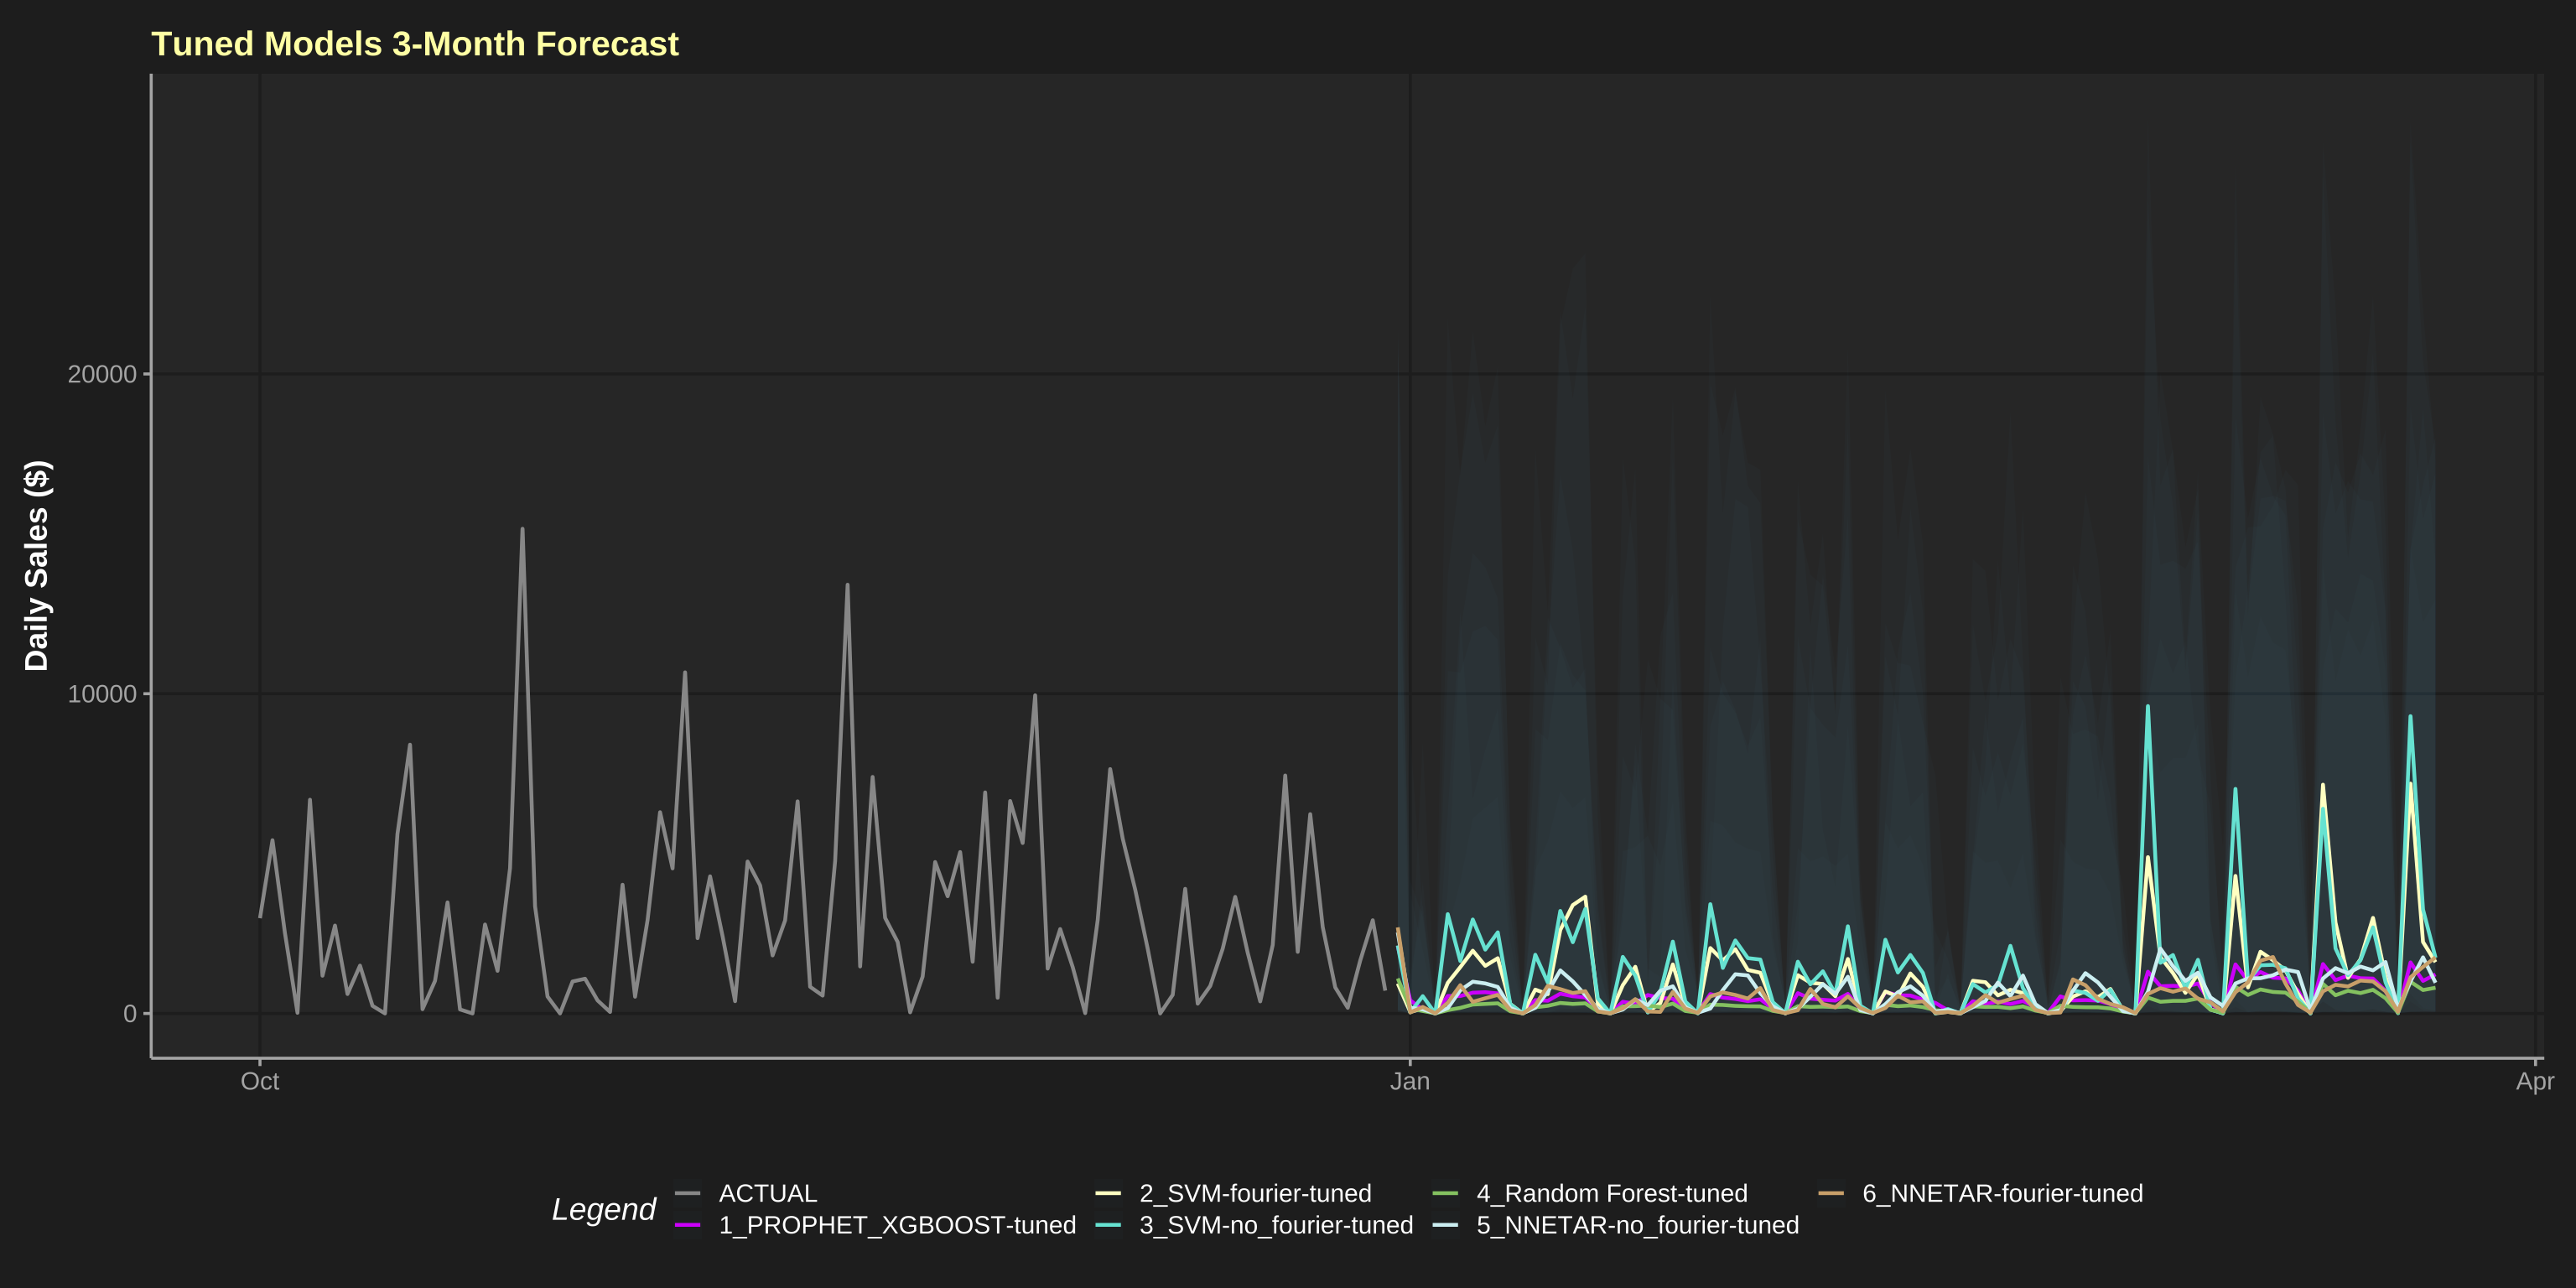 Tuned Models 3-Month Forecast
Daily Sales ($)
20000
10000
0
Oct
Jan
Apr
Legend
ACTUAL
1_PROPHET_XGBOOST-tuned
2_SVM-fourier-tuned
3_SVM-no_fourier-tuned
4_Random Forest-tuned
5_NNETAR-no_fourier-tuned
6_NNETAR-fourier-tuned